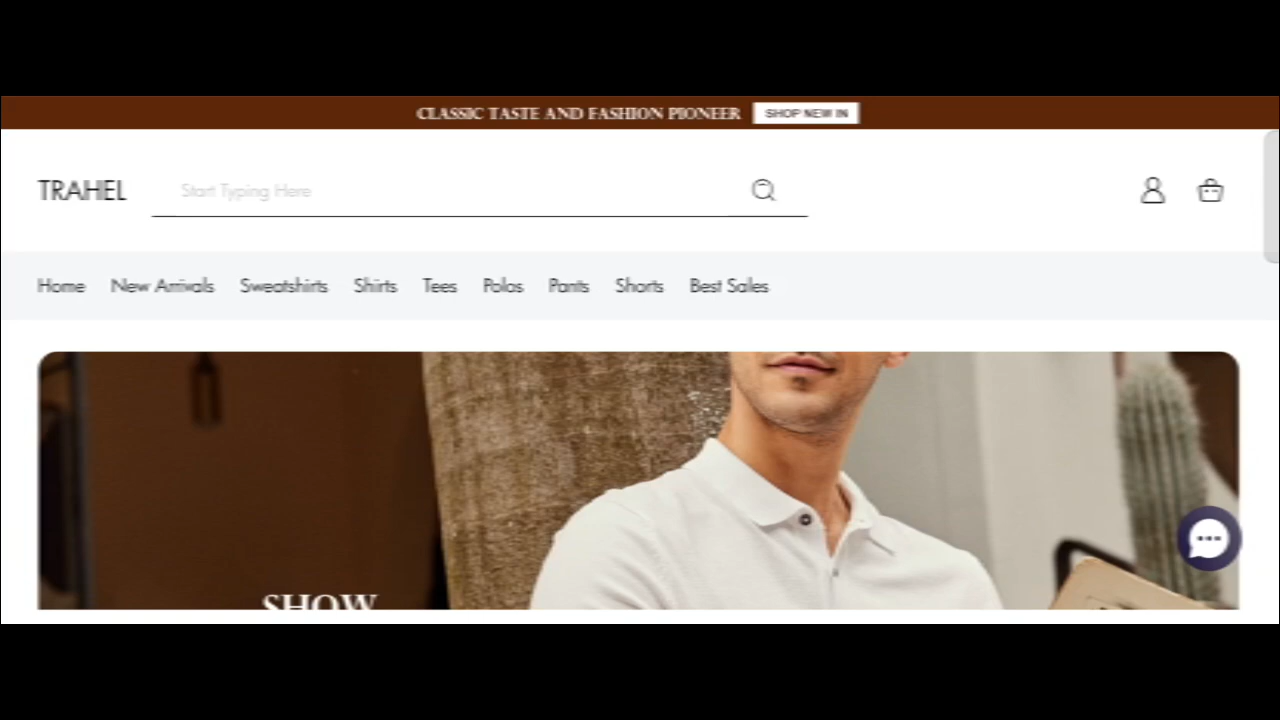 CLASSIC TASTE AND FASHION PIONEER SHOP NEW IN
TRAHEL Start Typing Here
Home New Arrivals Sweatshirts Shirts Tees Polos Pants Shorts Best Sales
SHOW